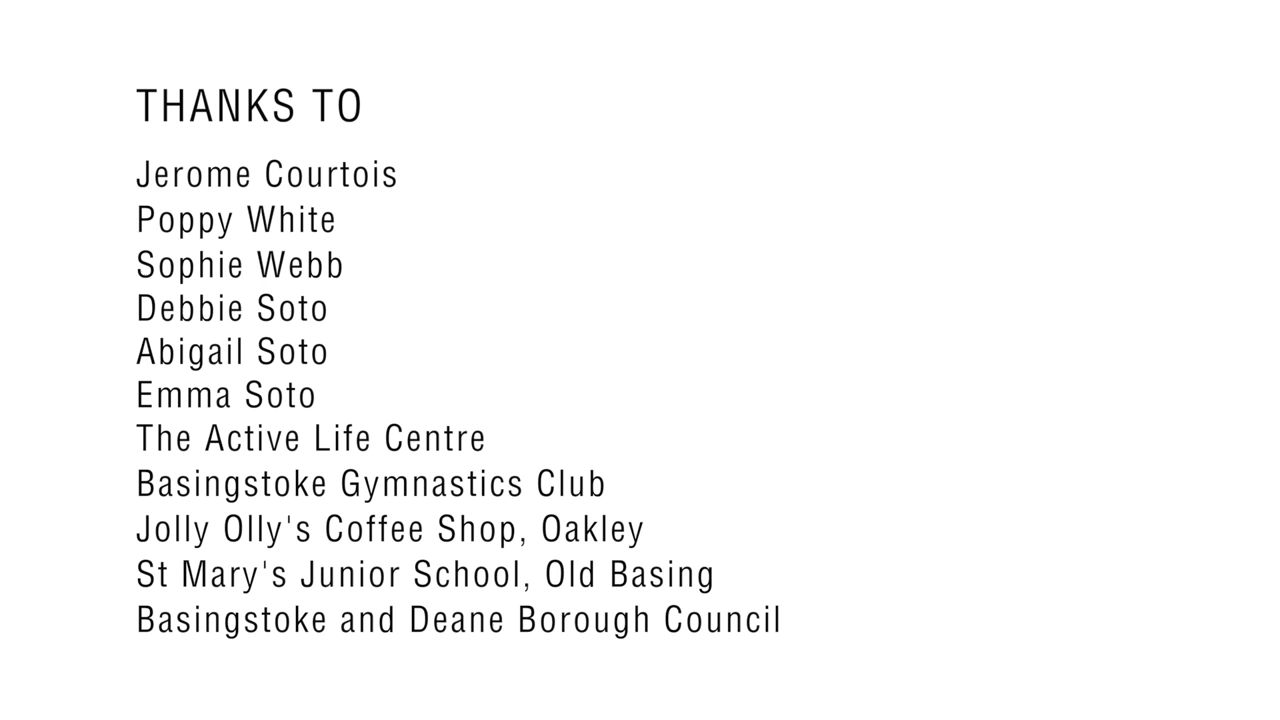 THANKS TO
Jerome Courtois
Poppy White
Sophie Webb
Debbie Soto
Abigail Soto
Emma Soto
The Active Life Centre
Basingstoke Gymnastics Club
Jolly Olly's Coffee Shop, Oakley
St Mary's Junior School, Old Basing
Basingstoke and Deane Borough Council